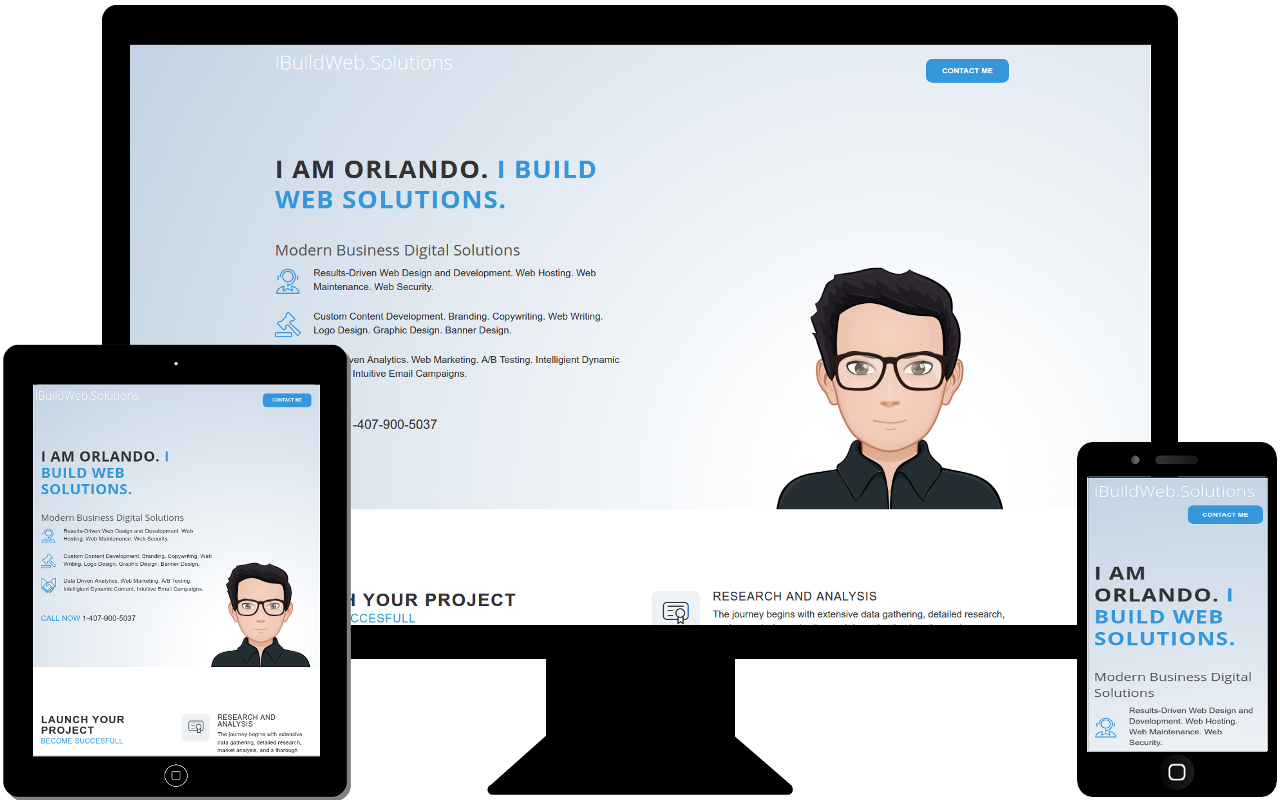 iBuildWeb.Solutions
CONTACT ME
I AM ORLANDO. I BUILD
WEB SOLUTIONS.
Modern Business Digital Solutions
Results-Driven Web Design and Development. Web Hosting. Web
Maintenance. Web Security.
Custom Content Development. Branding. Copywriting. Web Writing.
Logo Design. Graphic Design. Banner Design.
ven Analytics. Web Marketing. A/B Testing. Intelligient Dynamic
Intuitive Email Campaigns.
-407-900-5037
H YOUR PROJECT
CCESFULL
RESEARCH AND ANALYSIS
The journey begins with extensive data gathering, detailed research,
iBuildWeb.Solutions
CONTACT ME
I AM ORLANDO. I
BUILD WEB
SOLUTIONS.
Modern Business Digital Solutions
Results-Driven Web Design and Development. Web
Hosting. Web Maintenance. Web Security.
Custom Content Development. Branding. Copywriting. Web
Writing. Logo Design. Graphic Design. Banner Design.
Data Driven Analytics. Web Marketing. A/B Testing.
Intelligient Dynamic Content. Intuitive Email Campaigns.
CALL NOW 1-407-900-5037
LAUNCH YOUR
PROJECT
BECOME SUCCESFULL
RESEARCH AND
ANALYSIS
The journey begins with extensive
data gathering, detailed research,
market analysis, and a thorough
iBuildWeb.Solutions
CONTACT ME
I AM
ORLANDO. I
BUILD WEB
SOLUTIONS.
Modern Business Digital
Solutions
Results-Driven Web Design and
Development. Web Hosting.
Web Maintenance. Web
Security.